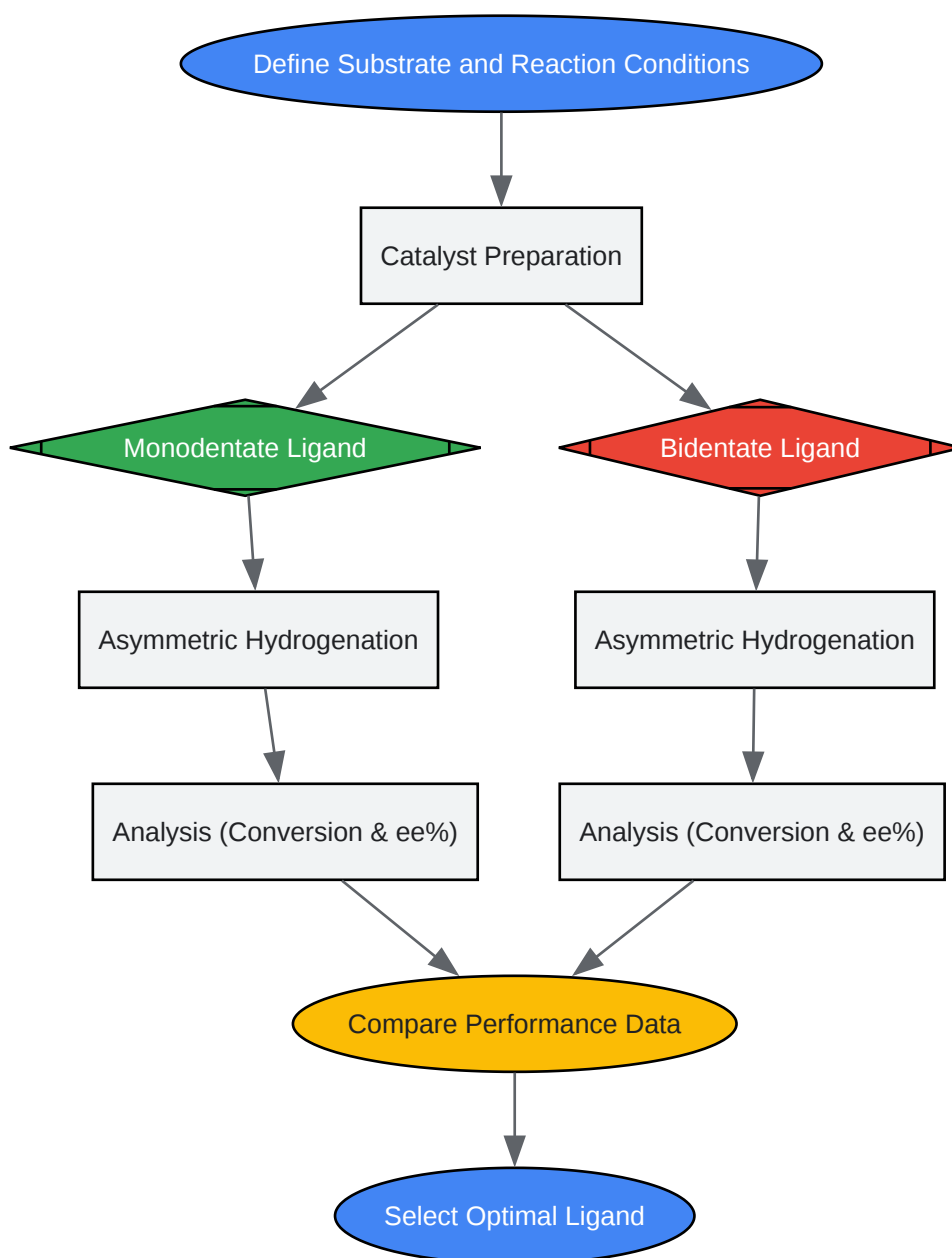 Define Substrate and Reaction Conditions
Catalyst Preparation
Monodentate Ligand
Bidentate Ligand
Asymmetric Hydrogenation
Asymmetric Hydrogenation
Analysis (Conversion & ee%)
Analysis (Conversion & ee%)
Compare Performance Data
Select Optimal Ligand